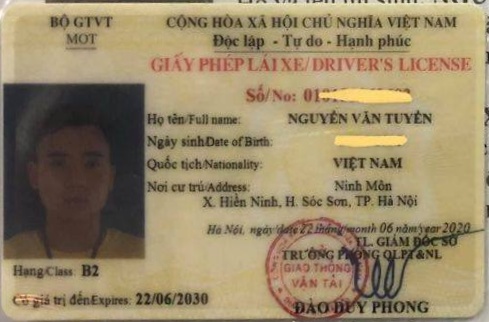 BỘ GTVT
MOT
CỘNG HÒA XÃ HỘI CHỦ NGHĨA VIỆT NAM
Độc lập - Tự do - Hạnh phúc
GIẤY PHÉP LÁI XE/ DRIVER'S LICENSE
Số/No:
Họ tên/Full name: NGUYỄN VĂN TUYỂN
Ngày sinh/Date of Birth:
Quốc tịch/Nationality: VIỆT NAM
Nơi cư trú/Address: Ninh Môn
X. Hiền Ninh, H. Sóc Sơn, TP. Hà Nội
Hà Nội, ngày/date 22 tháng/month 06 năm/year 2020
TL. GIÁM ĐỐC SỞ
TRƯỞNG PHÒNG QLPT&NL
GIAO THÔNG
VẬN TẢI
Hạng/Class B2
Có giá trị đến/Expires: 22/06/2030
ĐÀO DUY PHONG